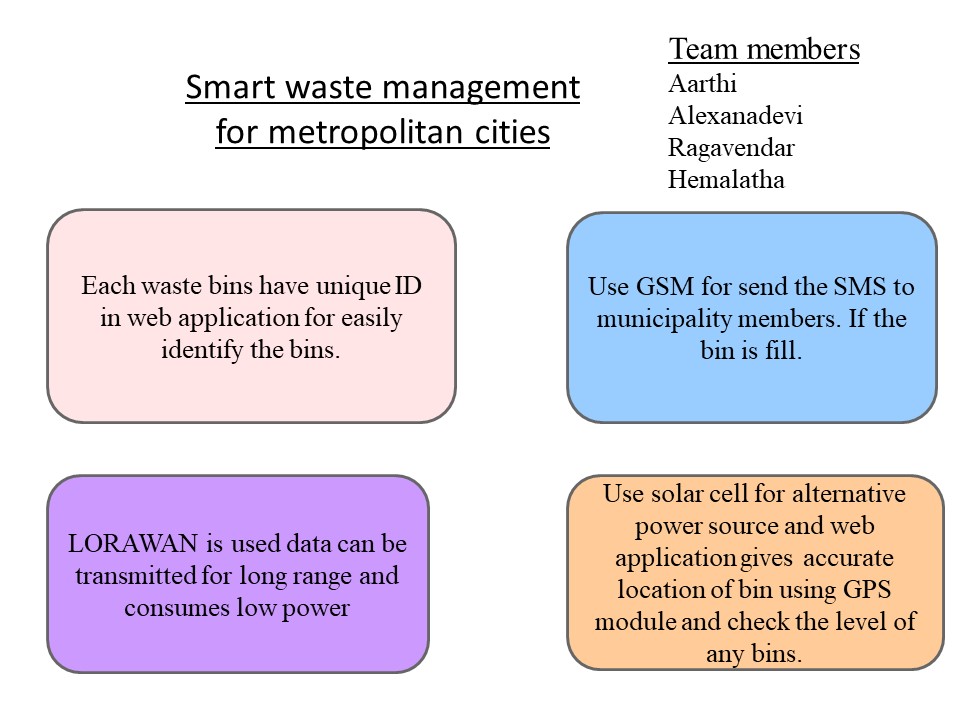 Smart waste management
for metropolitan cities
Team members
Aarthi
Alexanadevi
Ragavendar
Hemalatha
Each waste bins have unique ID
in web application for easily
identify the bins.
Use GSM for send the SMS to
municipality members. If the
bin is fill.
LORAWAN is used data can be
transmitted for long range and
consumes low power
Use solar cell for alternative
power source and web
application gives accurate
location of bin using GPS
module and check the level of
any bins.